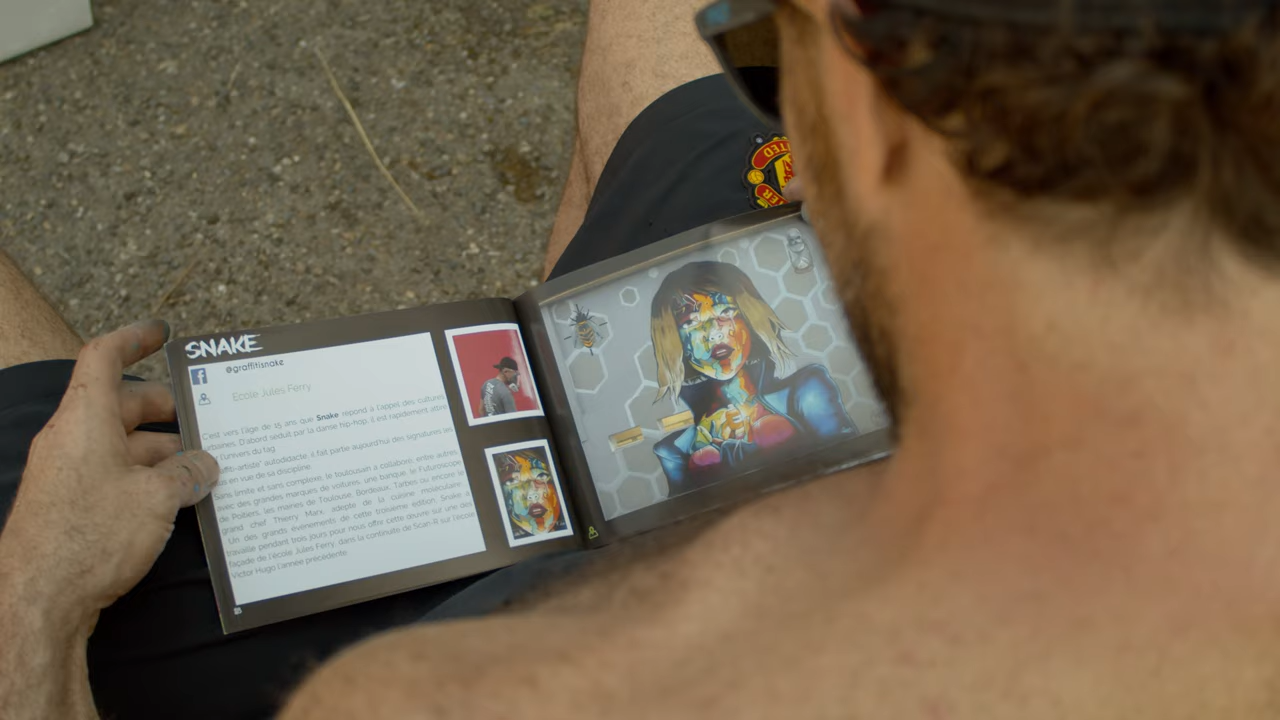 SNAKE
@graffitisnake
Ecole Jules Ferry
C'est vers l'âge de 15 ans que Snake répond à l'appel des cultures
urbaines. D'abord séduit par la danse hip-hop, il est rapidement attiré
l'univers du tag.
artiste" autodidacte, il fait partie aujourd'hui des signatures les
en vue de sa discipline.
Sans limite et sans complexe, le toulousain a collaboré, entre autres,
avec des grandes marques de voitures, une banque, le Futuroscope
de Poitiers, les mairies de Toulouse, Bordeaux, Tarbes ou encore le
grand chef Thierry Marx, adepte de la cuisine moléculaire.
Un des grands événements de cette troisième édition, Snake a
travaillé pendant trois jours pour nous offrir cette œuvre sur une des
façade de l'école Jules Ferry, dans la continuité de Scan-R sur l'école
Victor Hugo l'année précédente.
UNITED